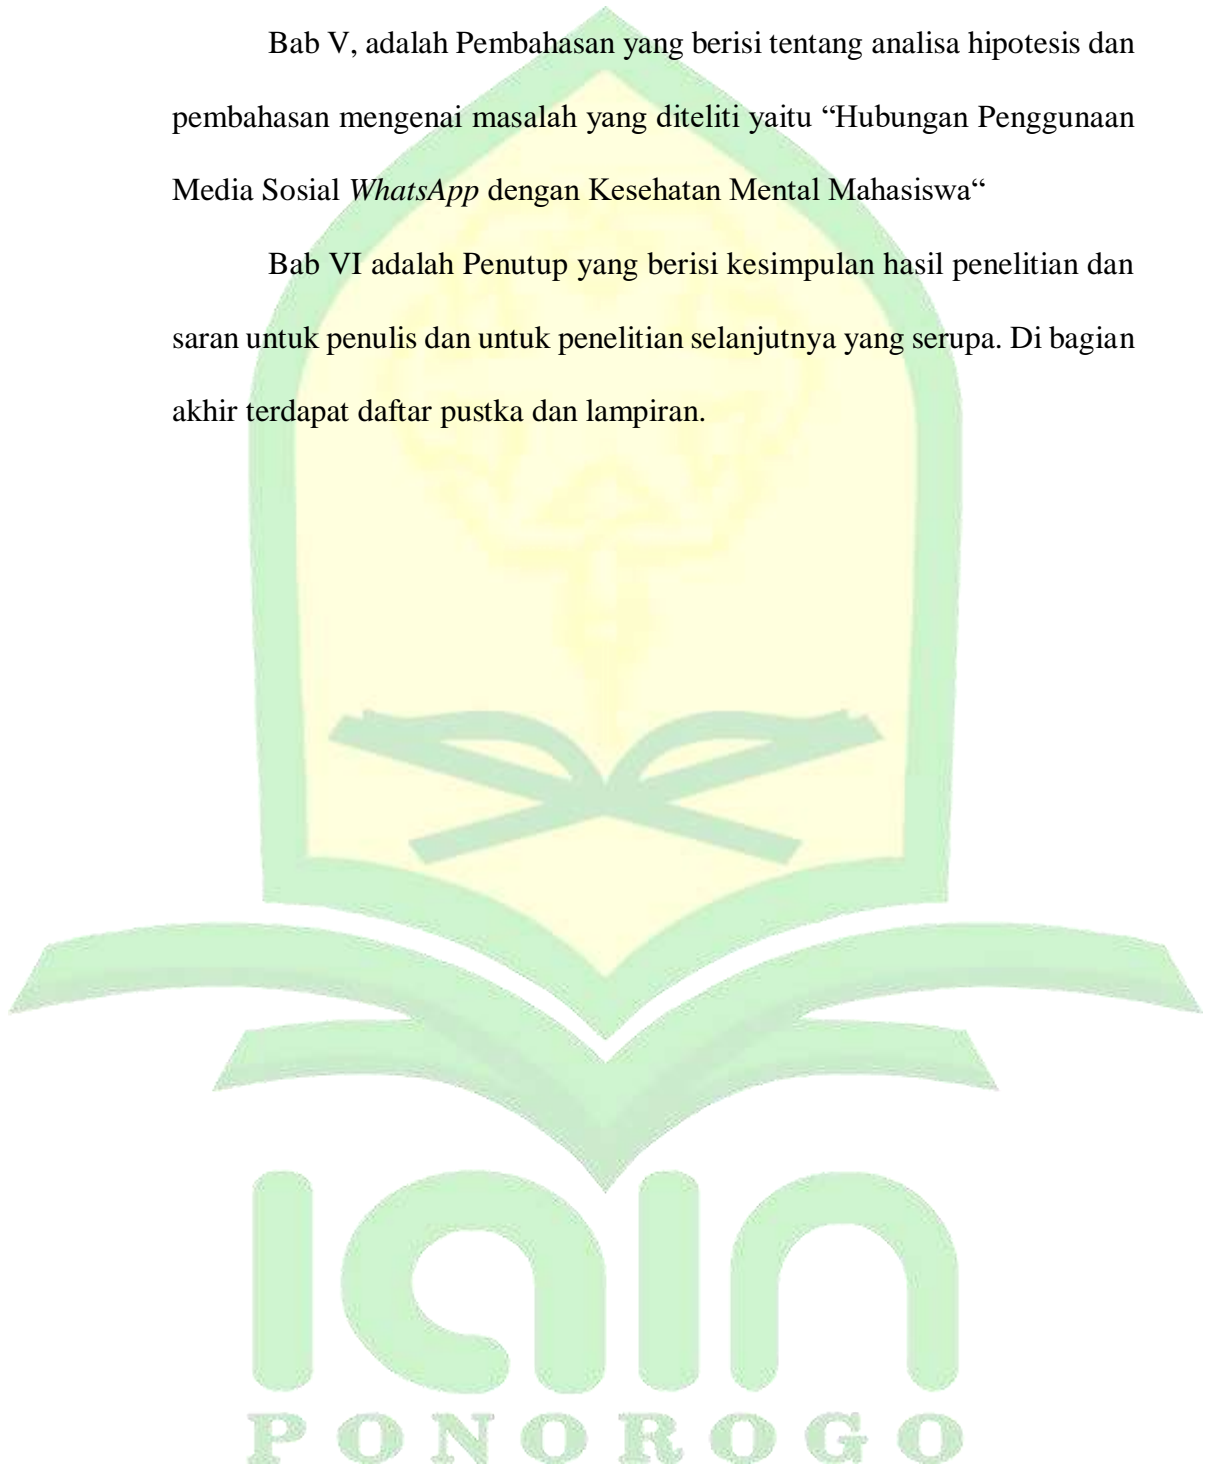 Bab V, adalah Pembahasan yang berisi tentang analisa hipotesis dan
pembahasan mengenai masalah yang diteliti yaitu “Hubungan Penggunaan
Media Sosial WhatsApp dengan Kesehatan Mental Mahasiswa“
Bab VI adalah Penutup yang berisi kesimpulan hasil penelitian dan
saran untuk penulis dan untuk penelitian selanjutnya yang serupa. Di bagian
akhir terdapat daftar pustka dan lampiran.
iain
PONOROGO